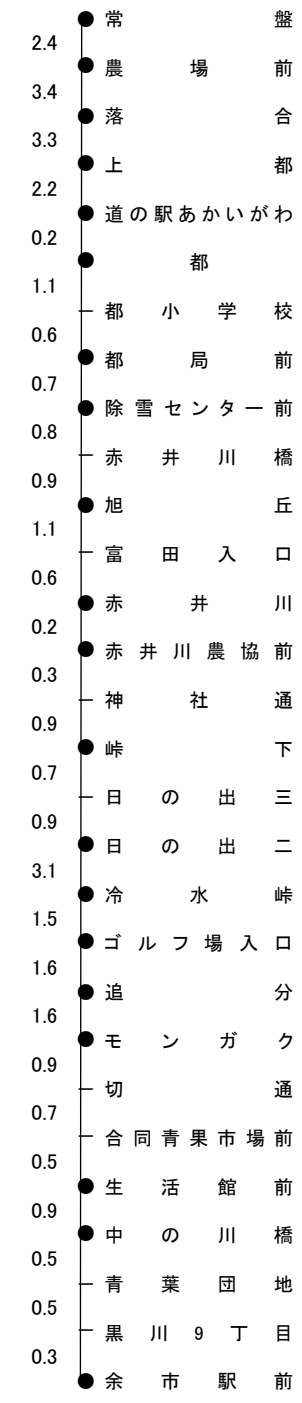 常盤
2.4
農場前
3.4
落合
3.3
上都
2.2
道の駅あかいがわ
0.2
都
1.1
都小学校
0.6
都局前
0.7
除雪センター前
0.8
赤井川橋
0.9
旭丘
1.1
富田入口
0.6
赤井川
0.2
赤井川農協前
0.3
神社通
0.9
峠下
0.7
日の出三
0.9
日の出二
3.1
冷水峠
1.5
ゴルフ場入口
1.6
追分
1.6
モンガク
0.9
切通
0.7
合同青果市場前
0.5
生活館前
0.9
中の川橋
0.5
青葉団地
0.5
黒川9丁目
0.3
余市駅前